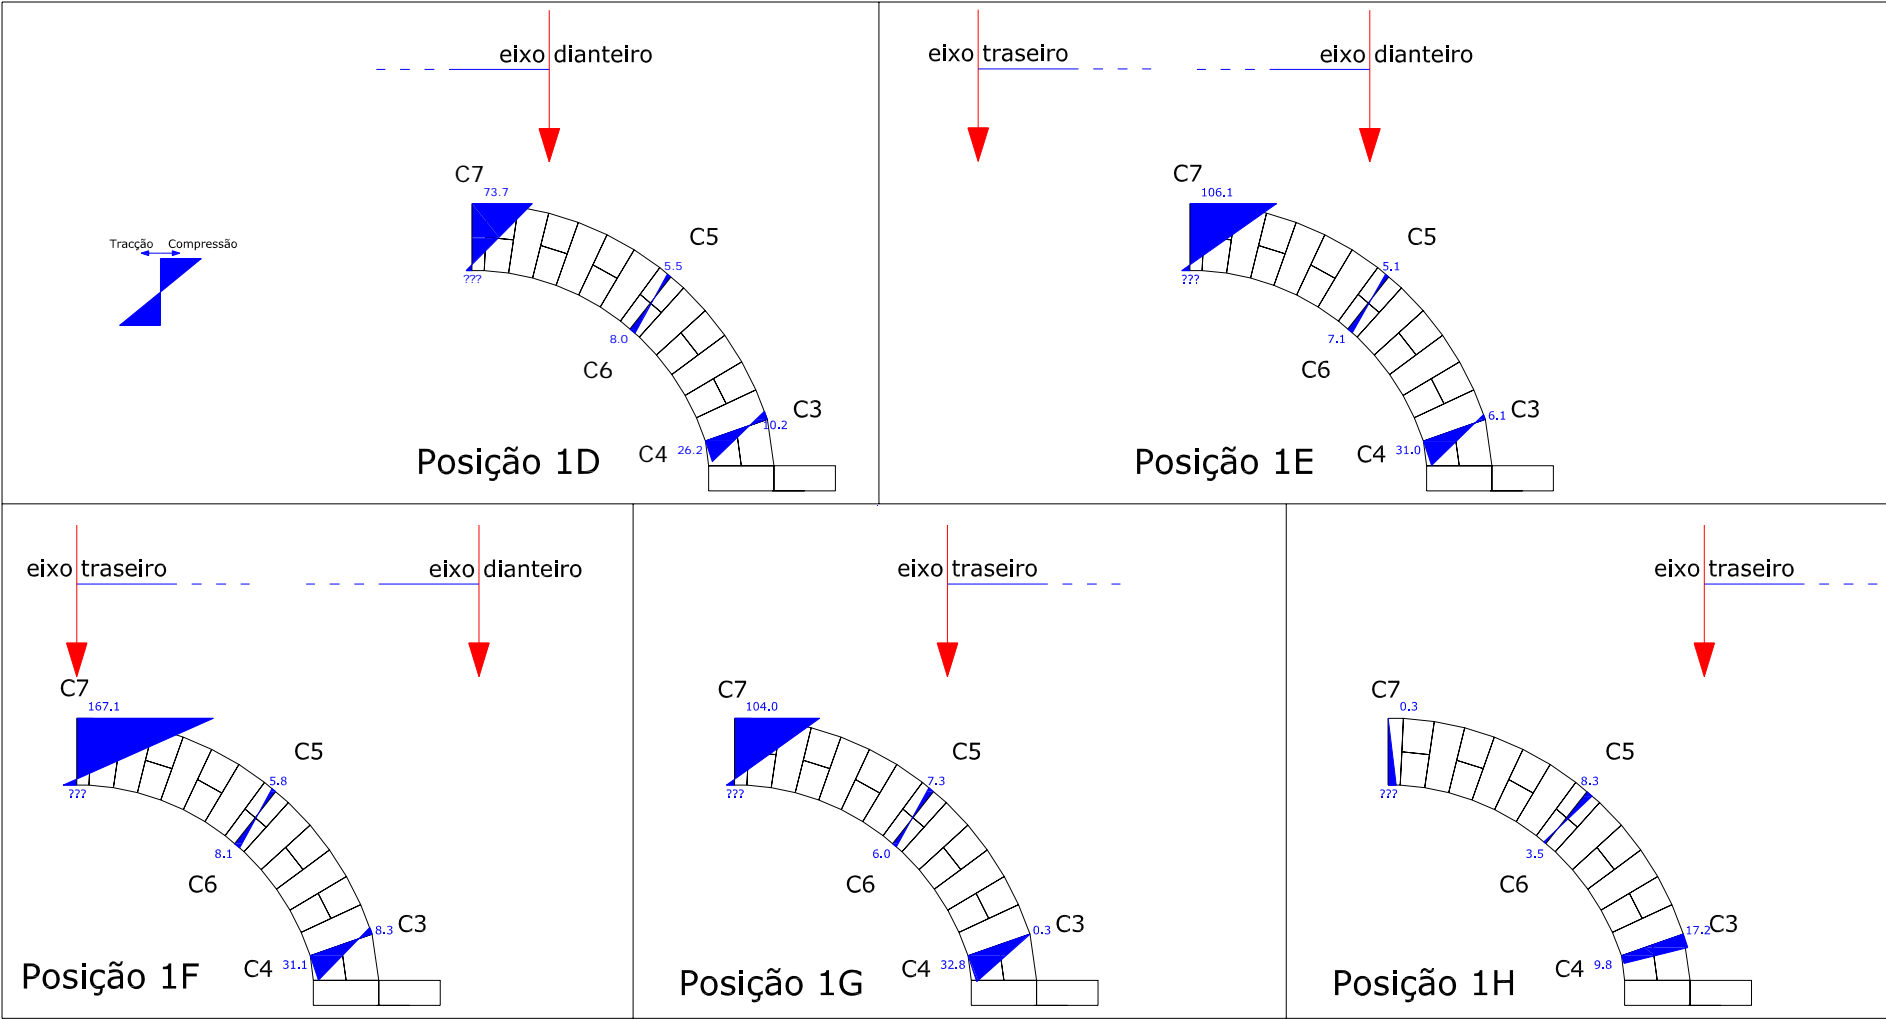 eixo dianteiro
C7
73.7
Tracção Compressão
C5
5.5
???
8.0
C6
C3
10.2
C4 26.2
Posição 1D
eixo traseiro
eixo dianteiro
C7
106.1
C5
5.1
???
7.1
C6
6.1 C3
C4 31.0
Posição 1E
eixo traseiro
eixo dianteiro
C7
167.1
C5
5.8
???
8.1
C6
8.3 C3
C4 31.1
Posição 1F
eixo traseiro
C7
104.0
C5
7.3
???
6.0
C6
0.3 C3
C4 32.8
Posição 1G
eixo traseiro
C7
0.3
C5
8.3
???
3.5
C6
17.2 C3
C4 9.8
Posição 1H